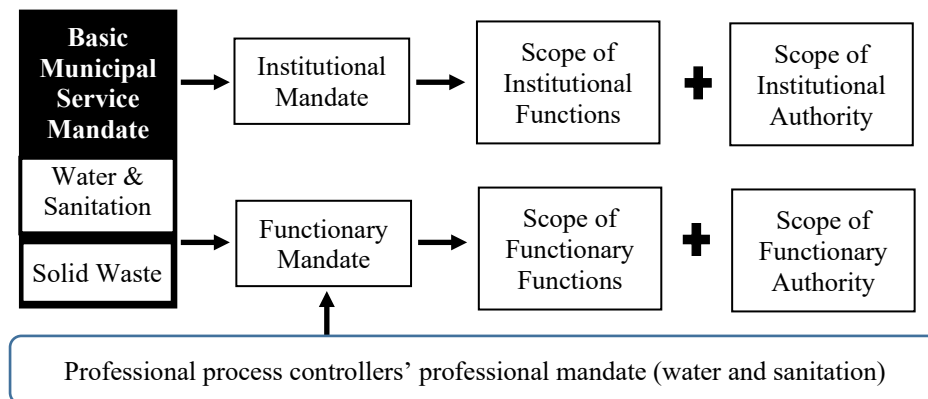 Basic
Municipal
Service
Mandate
Water &
Sanitation
Solid Waste
Institutional
Mandate
Scope of
Institutional
Functions
Scope of
Institutional
Authority
Functionary
Mandate
Scope of
Functionary
Functions
Scope of
Functionary
Authority
Professional process controllers’ professional mandate (water and sanitation)